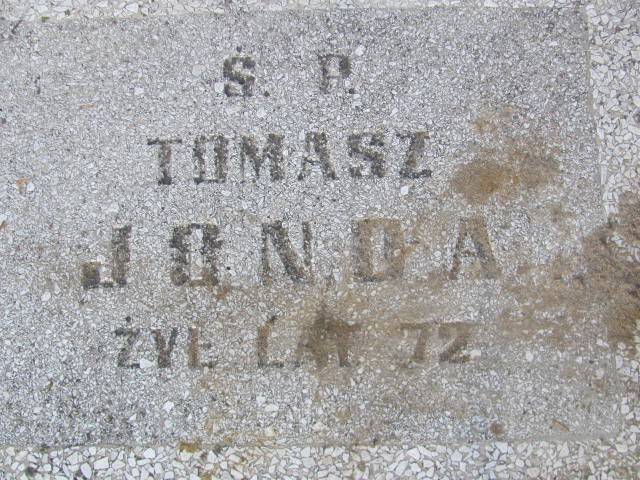 Ś. P.
TOMASZ
JONDA
ŻYŁ LAT 72